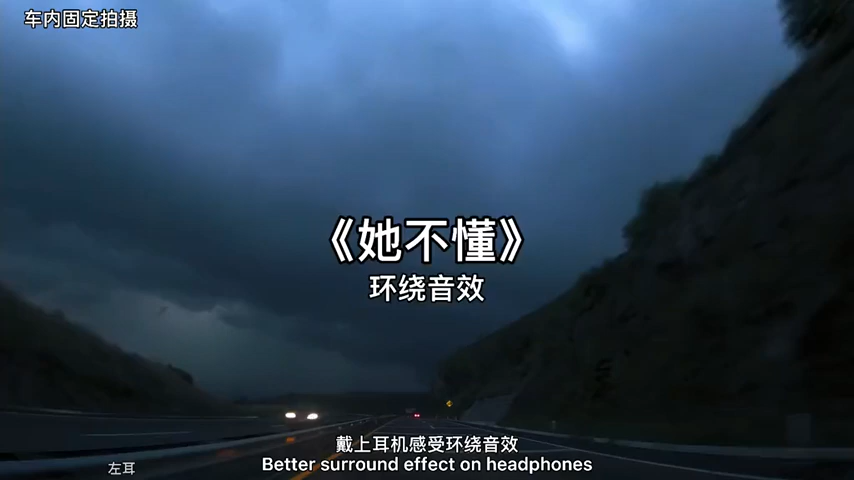 车内固定拍摄
《她不懂》
环绕音效
戴上耳机感受环绕音效
Better surround effect on headphones
左耳